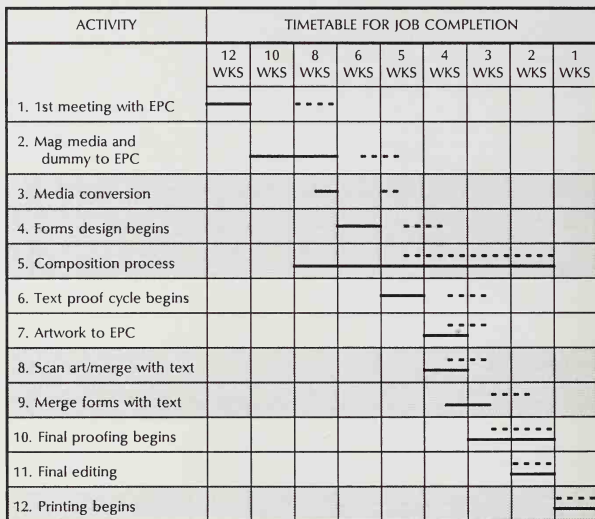 ACTIVITY
TIMETABLE FOR JOB COMPLETION
12 WKS
10 WKS
8 WKS
6 WKS
5 WKS
4 WKS
3 WKS
2 WKS
1 WKS
1. 1st meeting with EPC
2. Mag media and
dummy to EPC
3. Media conversion
4. Forms design begins
5. Composition process
6. Text proof cycle begins
7. Artwork to EPC
8. Scan art/merge with text
9. Merge forms with text
10. Final proofing begins
11. Final editing
12. Printing begins